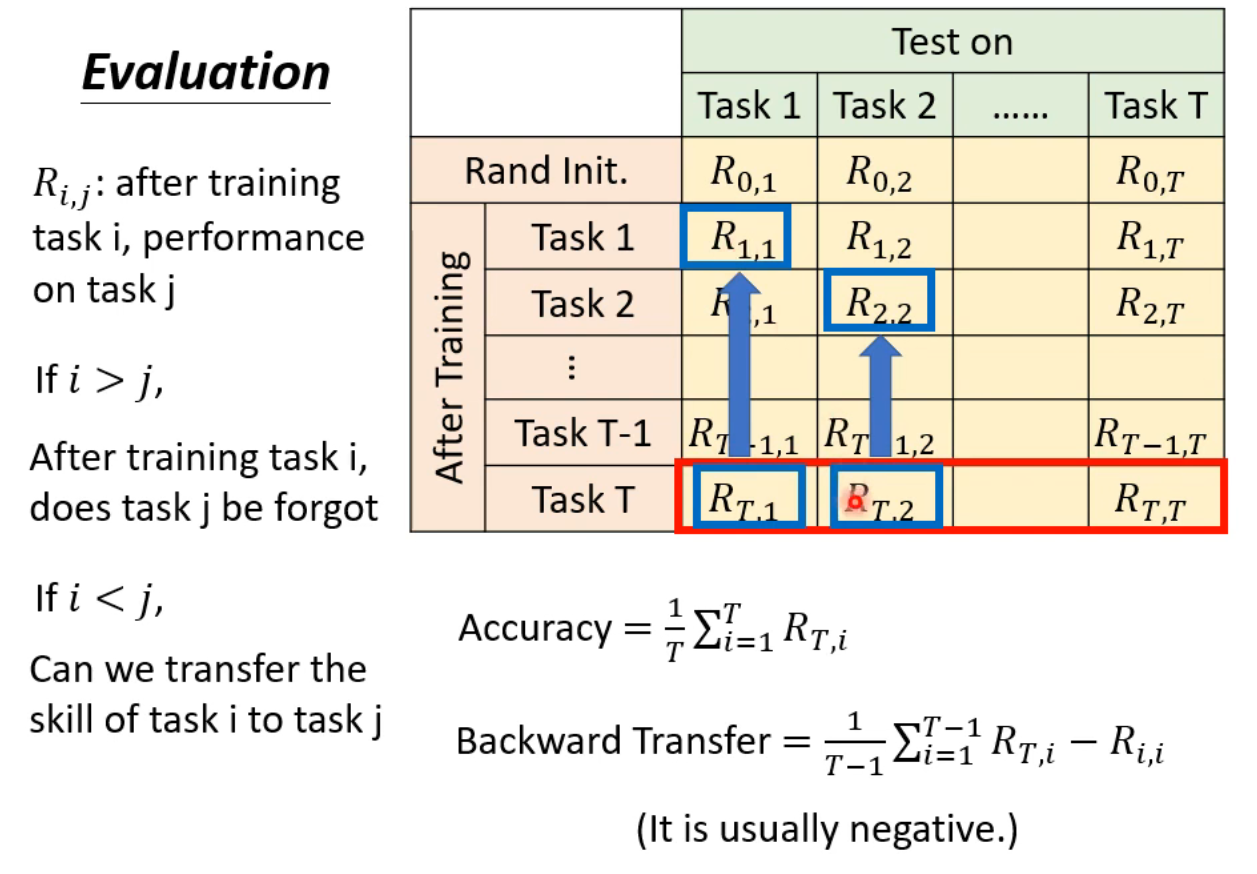 Evaluation
R_{i,j}: after training
task i, performance
on task j
If i > j,
After training task i,
does task j be forgot
If i < j,
Can we transfer the
skill of task i to task j
Test on
Task 1 Task 2 …… Task T
Rand Init. R_{0,1} R_{0,2} R_{0,T}
After Training
Task 1 R_{1,1} R_{1,2} R_{1,T}
Task 2 R_{2,1} R_{2,2} R_{2,T}
⋮
Task T-1 R_{T−1,1} R_{T−1,2} R_{T−1,T}
Task T R_{T,1} R_{T,2} R_{T,T}
Accuracy = \frac{1}{T} \sum_{i=1}^{T} R_{T,i}
Backward Transfer = \frac{1}{T−1} \sum_{i=1}^{T−1} R_{T,i} − R_{i,i}
(It is usually negative.)